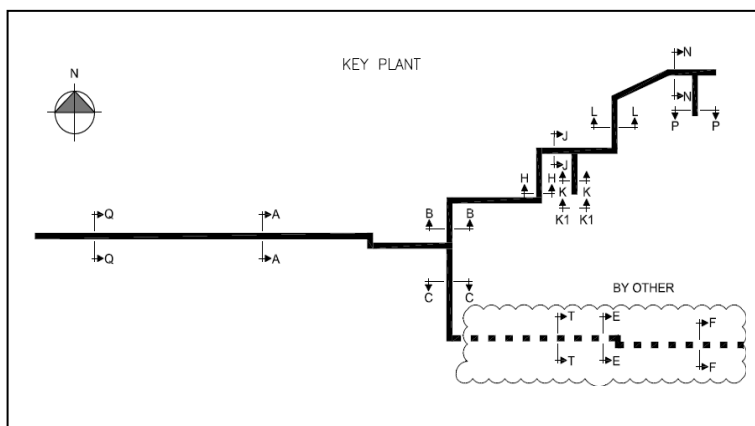 N
KEY PLANT
N
N
L L
P P
J
J
H H
K K
K1 K1
Q A
B B
Q A
C C
BY OTHER
T E F
T E F